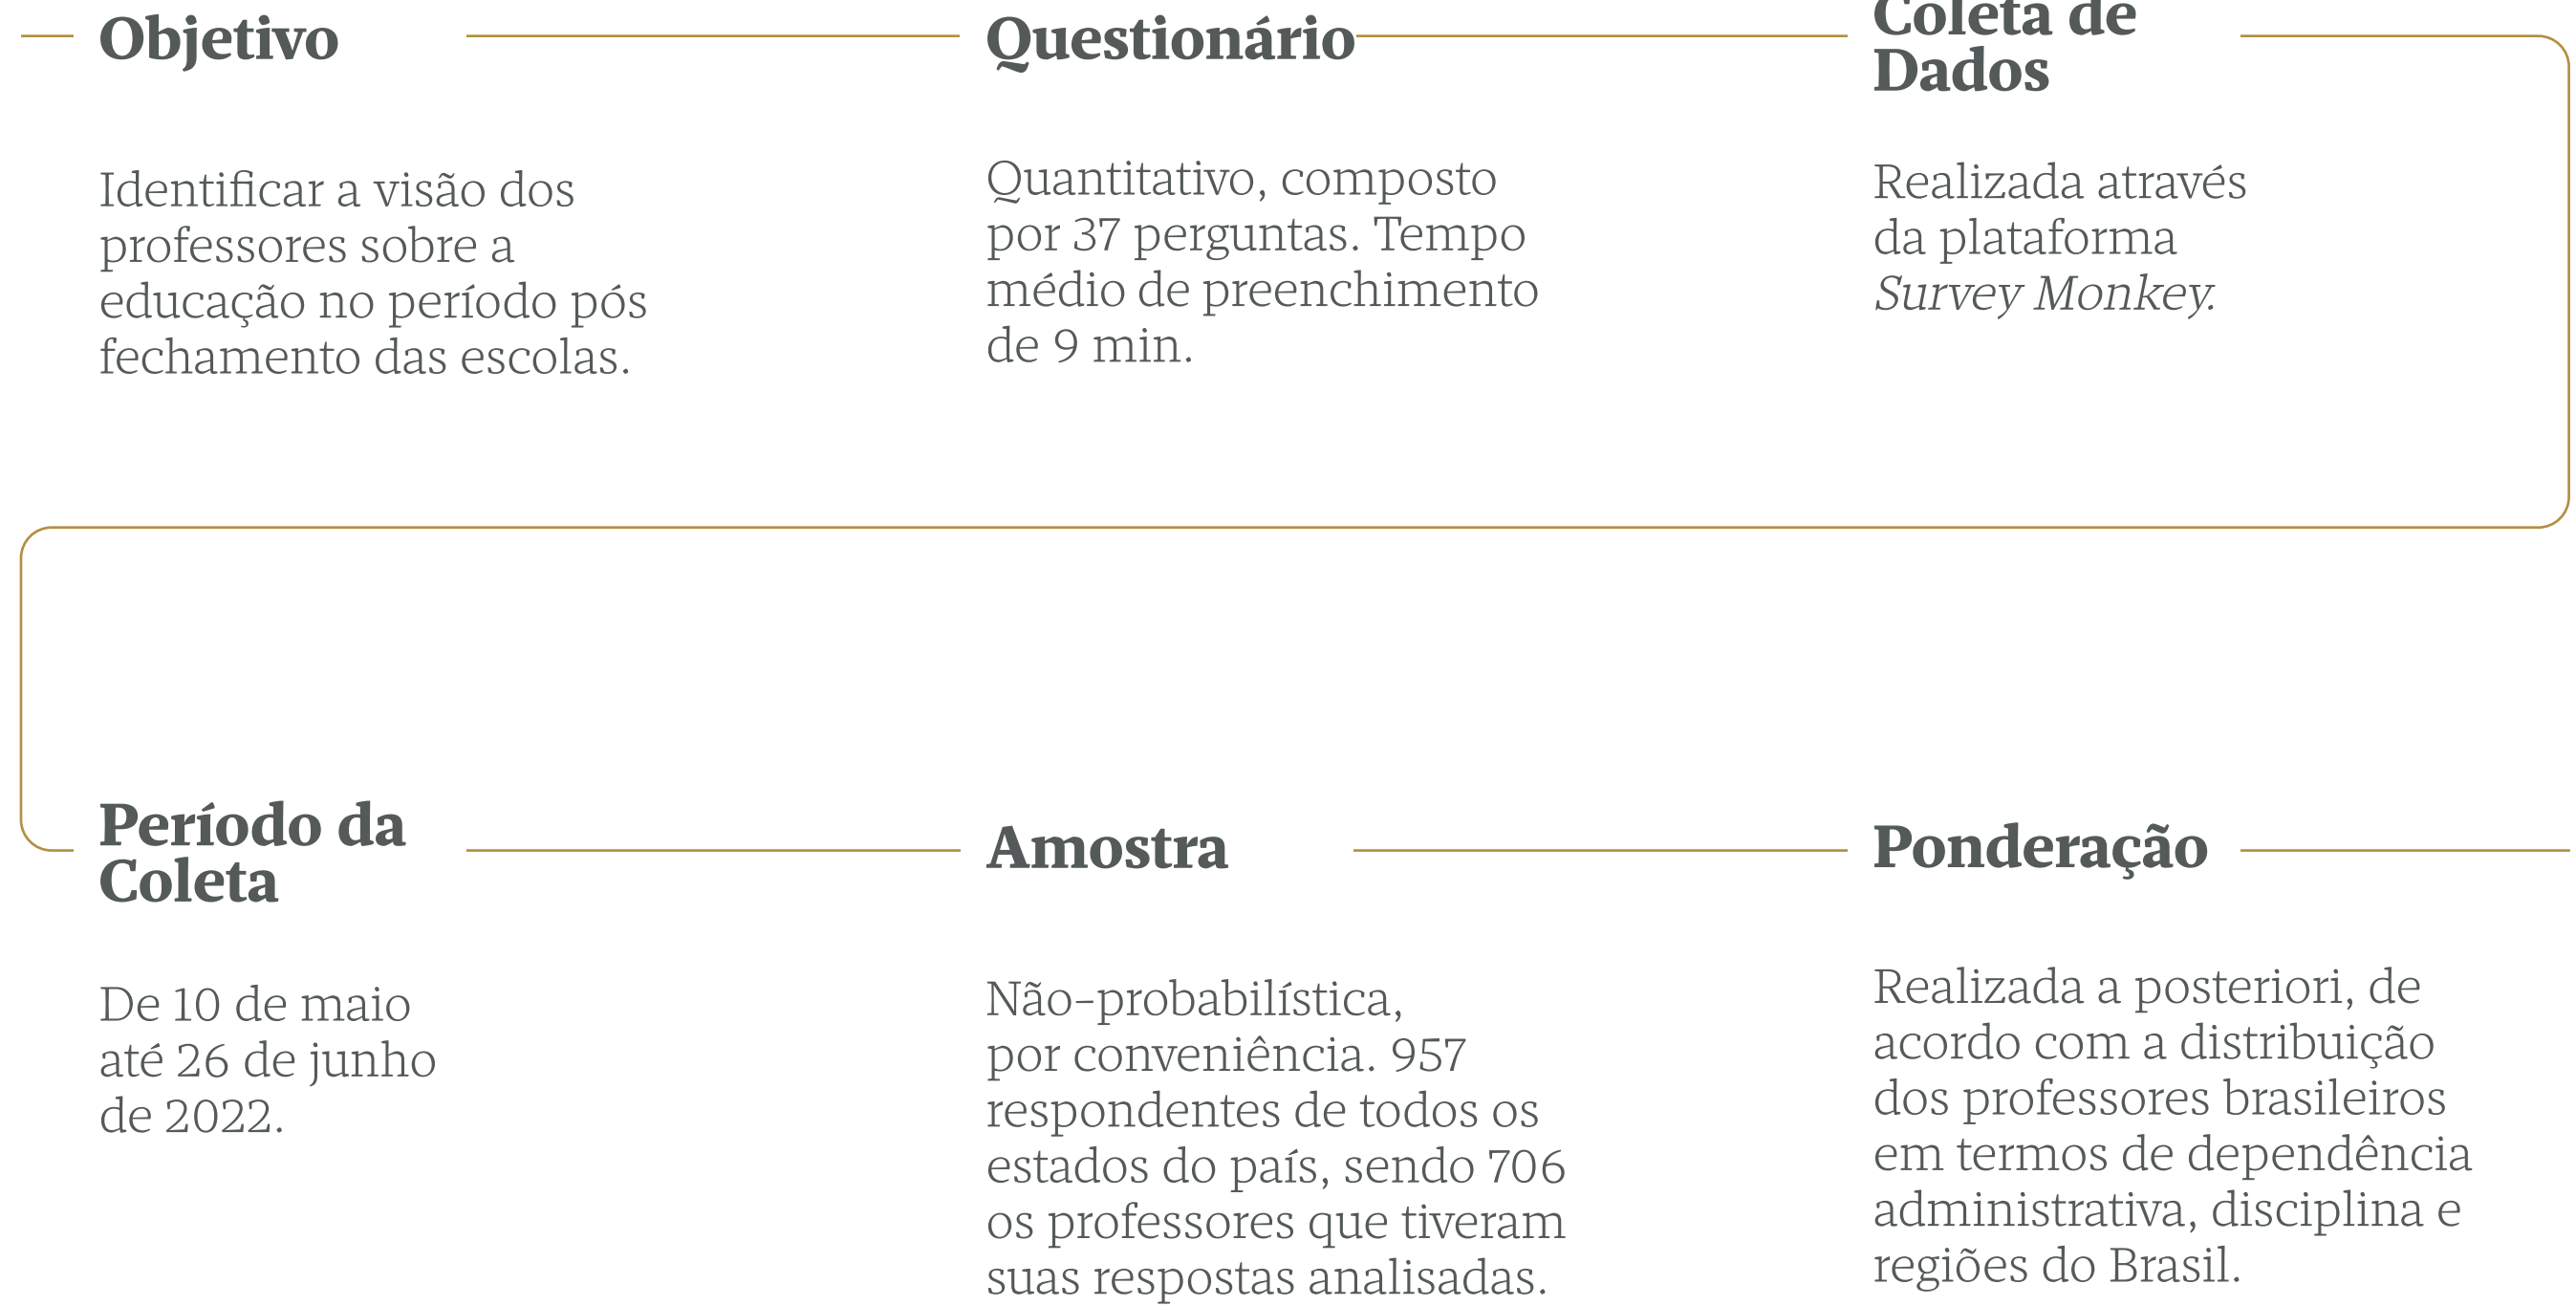 Objetivo
Identificar a visão dos
professores sobre a
educação no período pós
fechamento das escolas.
Questionário
Quantitativo, composto
por 37 perguntas. Tempo
médio de preenchimento
de 9 min.
Coleta de
Dados
Realizada através
da plataforma
Survey Monkey.
Período da
Coleta
De 10 de maio
até 26 de junho
de 2022.
Amostra
Não-probabilística,
por conveniência. 957
respondentes de todos os
estados do país, sendo 706
os professores que tiveram
suas respostas analisadas.
Ponderação
Realizada a posteriori, de
acordo com a distribuição
dos professores brasileiros
em termos de dependência
administrativa, disciplina e
regiões do Brasil.